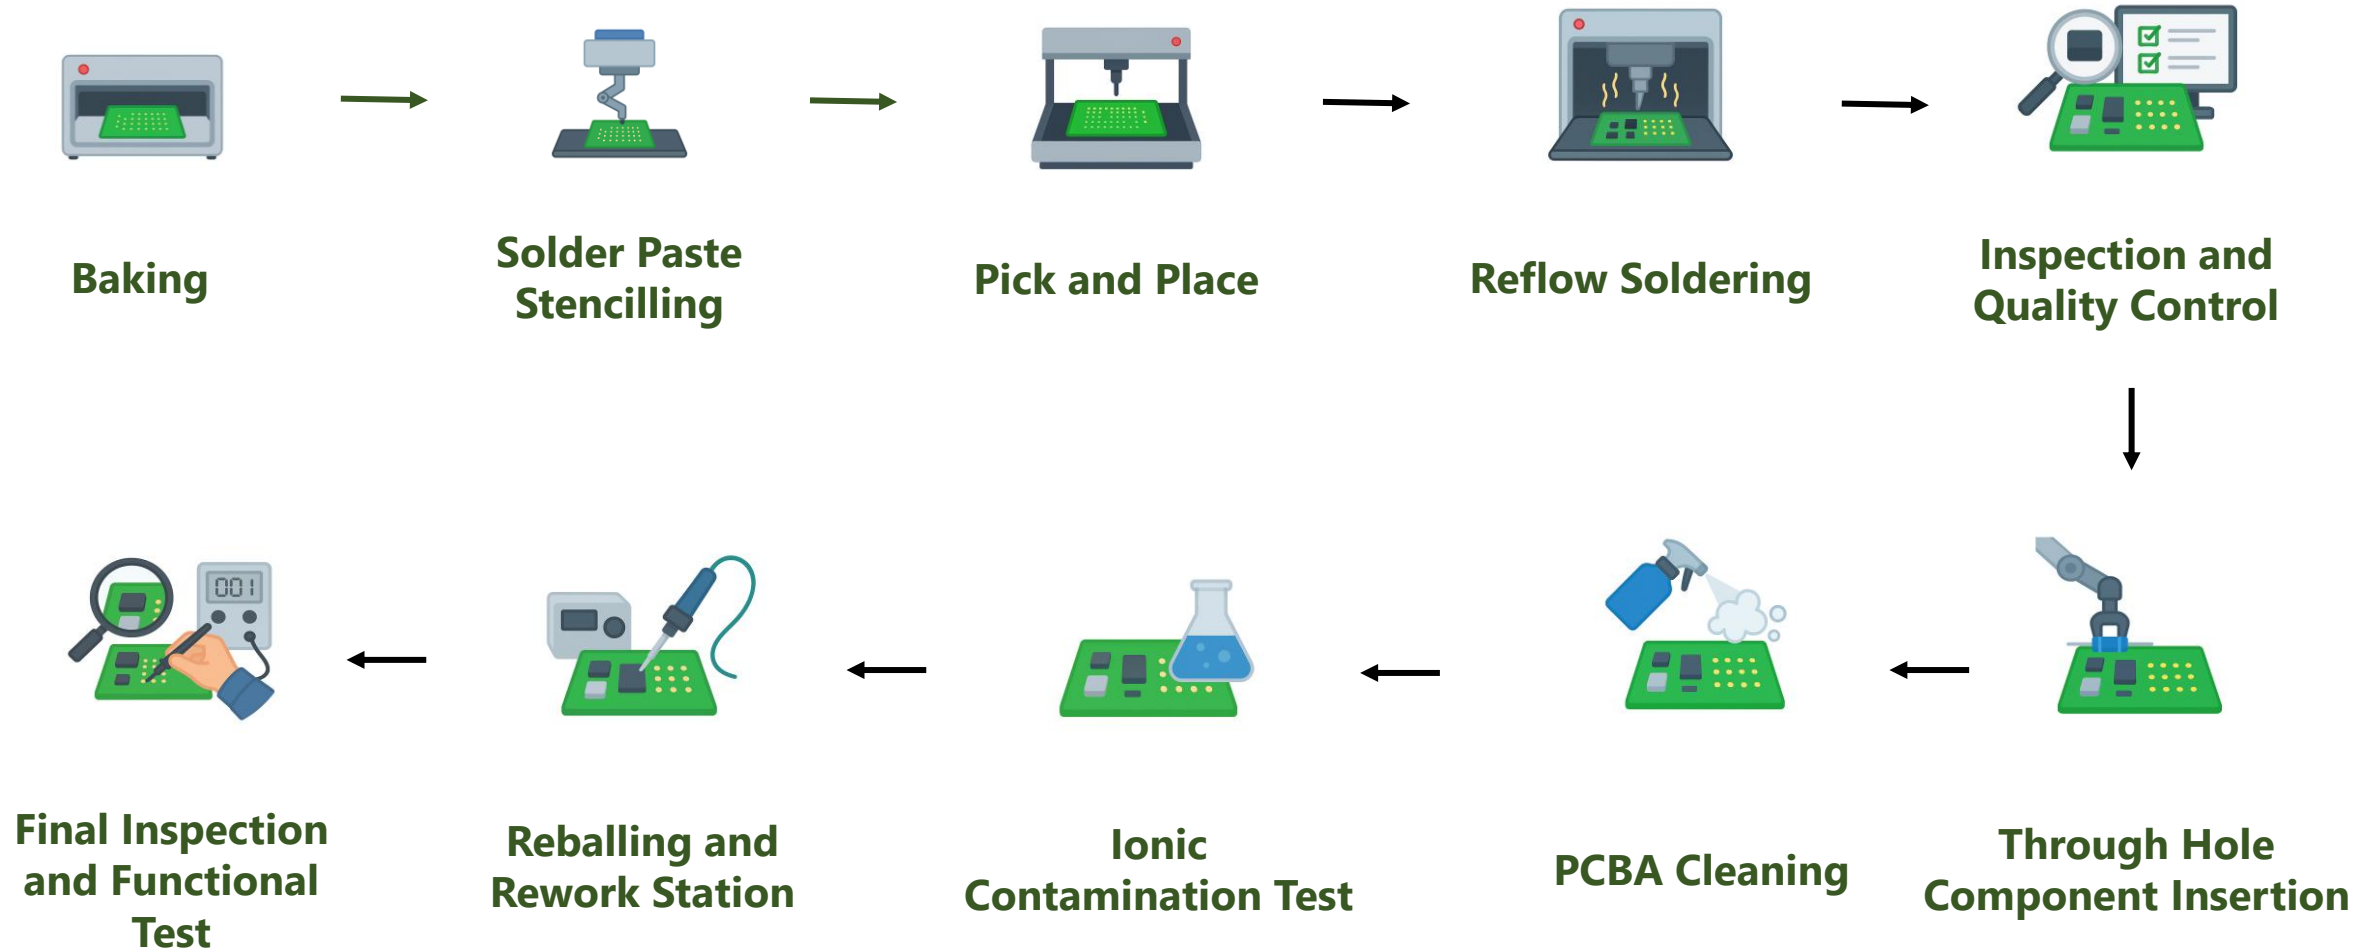 Baking
Solder Paste
Stencilling
Pick and Place
Reflow Soldering
Inspection and
Quality Control
Through Hole
Component Insertion
PCBA Cleaning
Ionic
Contamination Test
Reballing and
Rework Station
001
Final Inspection
and Functional
Test